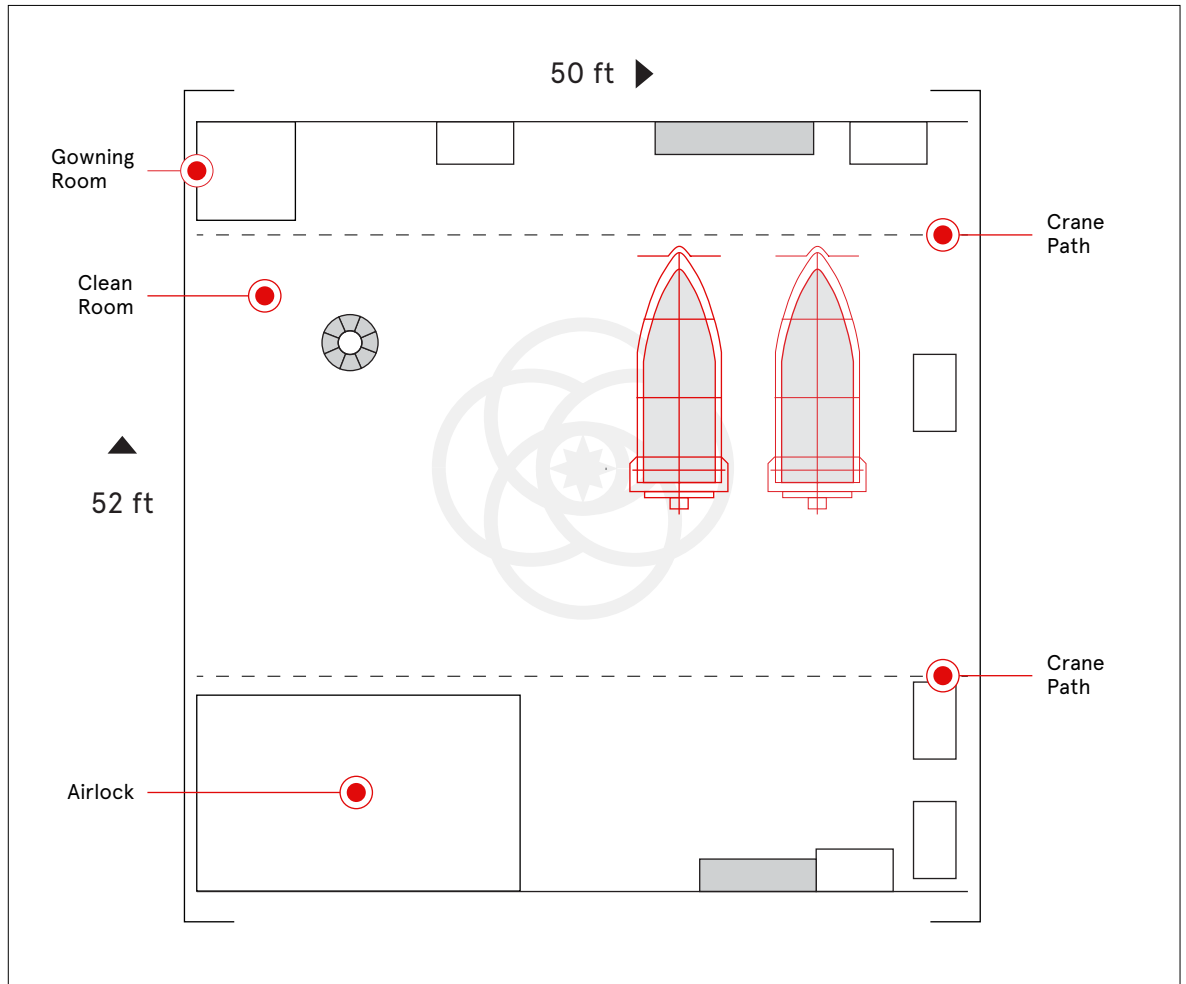 50 ft
Gowning
Room
Crane
Path
Clean
Room
52 ft
Crane
Path
Airlock